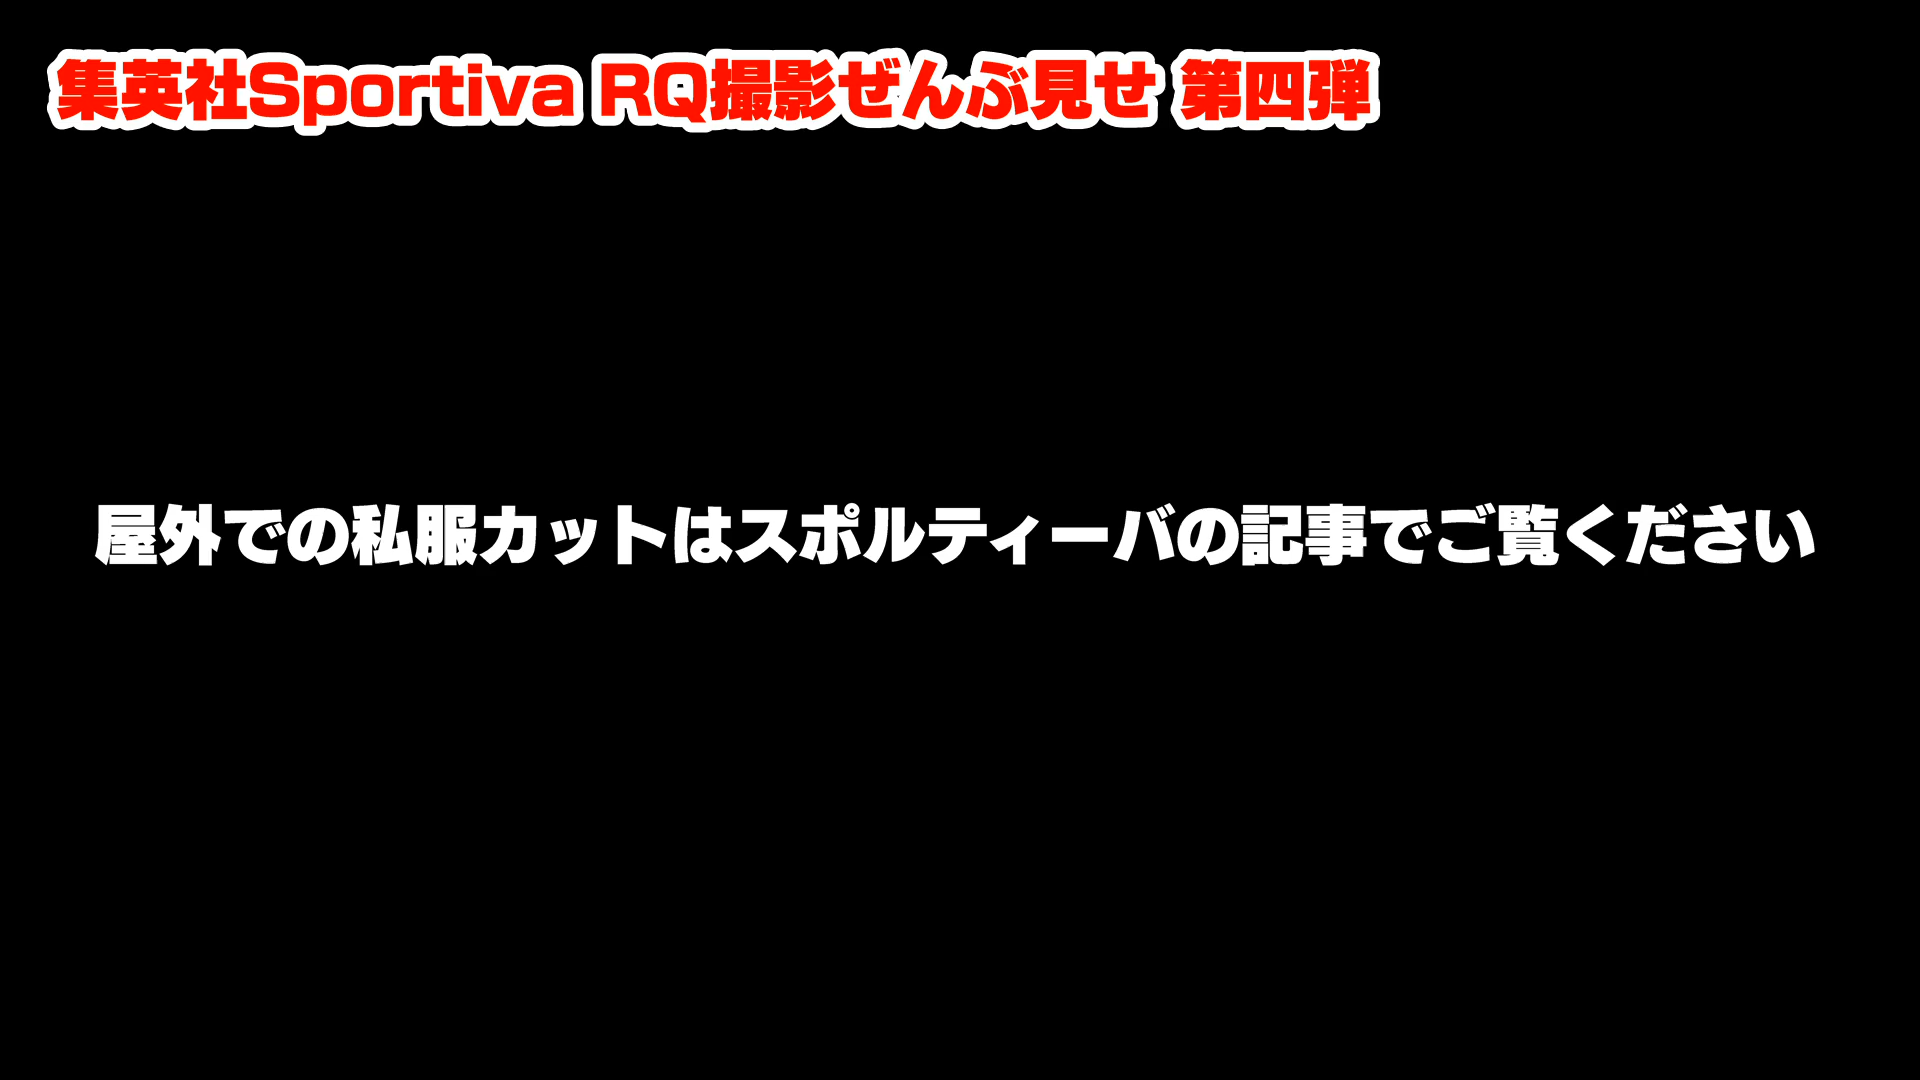 集英社Sportiva RQ撮影ぜんぶ見せ 第四弾
屋外での私服カットはスポルティーバの記事でご覧ください